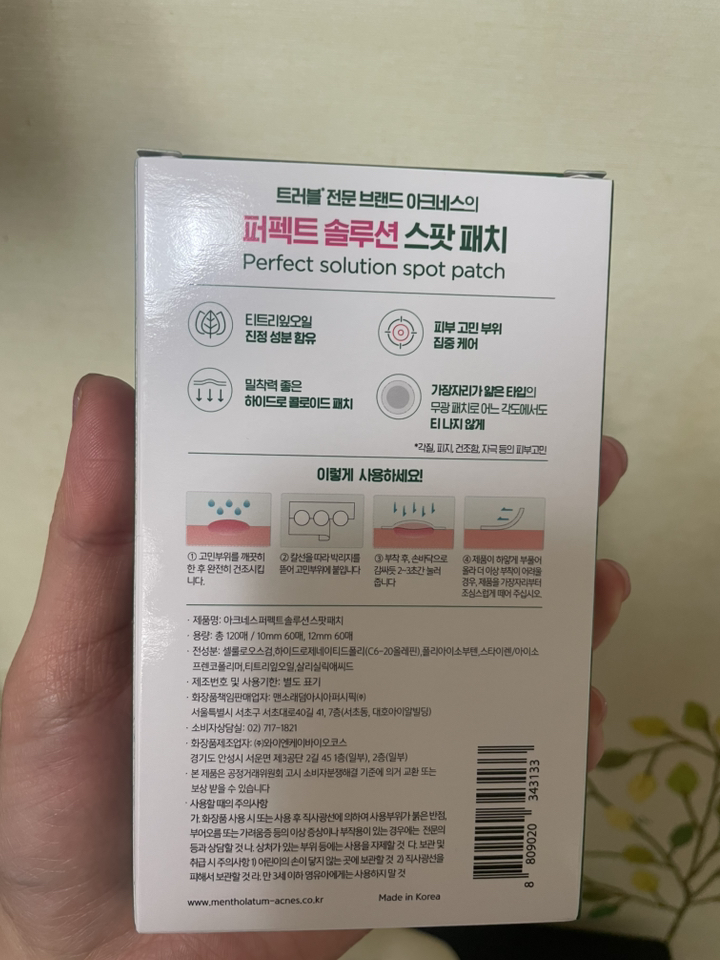 트러블* 전문 브랜드 아크네스의
퍼펙트 솔루션 스팟 패치
Perfect solution spot patch
티트리잎오일
진정 성분 함유
피부 고민 부위
집중 케어
밀착력 좋은
하이드로 콜로이드 패치
가장자리가 얇은 타입의
무광 패치로 어느 각도에서도
티 나지 않게
*각질, 피지, 건조함, 자극 등의 피부고민
이렇게 사용하세요!
① 고민부위를 깨끗히
한 후 완전히 건조시킵
니다.
② 칼선을 따라 박리지를
뜯어 고민부위에 붙입니다
③ 부착 후, 손바닥으로
감싸듯 2~3초간 눌러
줍니다
④ 제품이 하얗게 부풀어
올라 더 이상 부착이 어려울
경우, 제품을 가장자리부터
조심스럽게 떼어 주십시오.
· 제품명: 아크네스 퍼펙트 솔루션 스팟 패치
· 용량: 총 120매 / 10mm 60매, 12mm 60매
· 전성분: 셀룰로오스검,하이드로제네이티드폴리(C6-20올레핀),폴리아이소부텐,스타이렌/아이소
프렌코폴리머,티트리잎오일,살리실릭애씨드
· 제조번호 및 사용기한: 별도 표기
· 화장품책임판매업자: 맨소래덤아시아퍼시픽㈜
서울특별시 서초구 서초대로40길 41, 7층(서초동, 대호아이알빌딩)
· 소비자상담실: 02) 717-1821
· 화장품제조업자: ㈜와이엔케이바이오코스
경기도 안성시 서운면 제3공단 2길 45 1층(일부), 2층(일부)
· 본 제품은 공정거래위원회 고시 소비자분쟁해결 기준에 의거 교환 또는
보상 받을 수 있습니다
· 사용할 때의 주의사항
가. 화장품 사용 시 또는 사용 후 직사광선에 의하여 사용부위가 붉은 반점,
부어오름 또는 가려움증 등의 이상 증상이나 부작용이 있는 경우에는 전문의
등과 상담할 것 나. 상처가 있는 부위 등에는 사용을 자제할 것 다. 보관 및
취급 시 주의사항 1) 어린이의 손이 닿지 않는 곳에 보관할 것 2) 직사광선을
피해서 보관할 것 라. 만 3세 이하 영유아에게는 사용하지 말 것
www.mentholatum-acnes.co.kr
Made in Korea
8 809020 343133